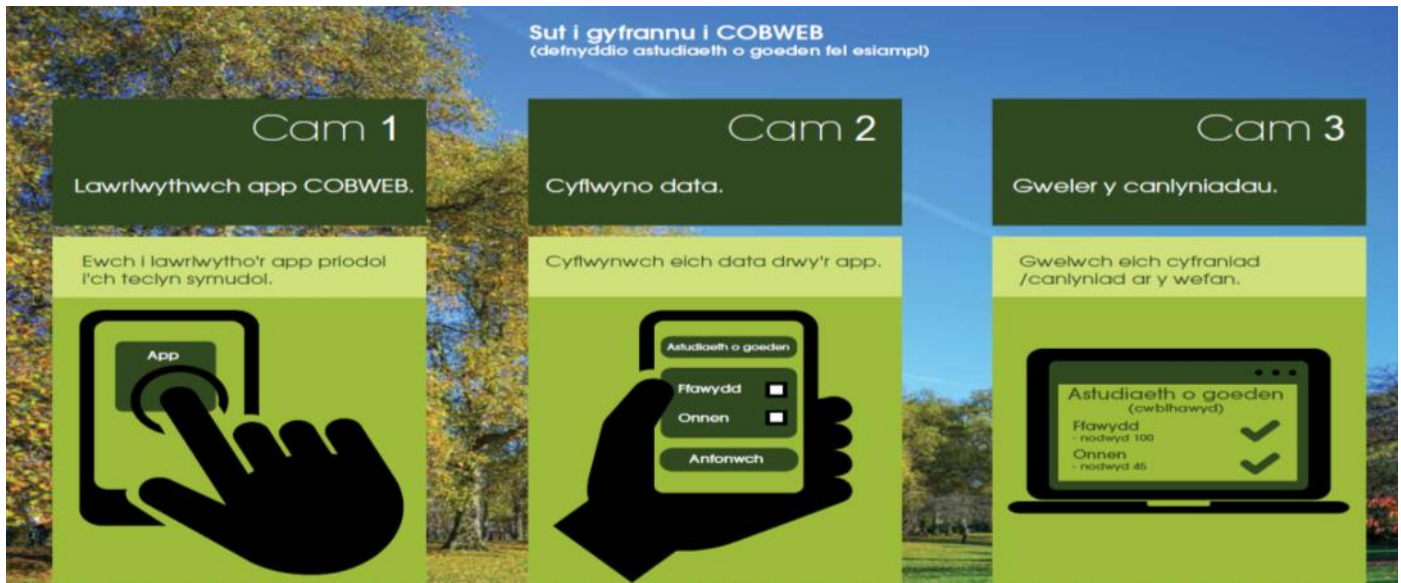 Sut i gyfrannu i COBWEB
(defnyddio astudiaeth o goeden fel esiampl)
Cam 1
Lawrlwythwch app COBWEB.
Ewch i lawrlwytho'r app priodol
i'ch teclyn symudol.
App
Cam 2
Cyflwyno data.
Cyflwynwch eich data drwy'r app.
Astudiaeth o goeden
Ffawydd
Onnen
Anfonwch
Cam 3
Gweler y canlyniadau.
Gwelwch eich cyfraniad
/canlyniad ar y wefan.
Astudiaeth o goeden
(cwblhawyd)
Ffawydd
- nodwyd 100
Onnen
- nodwyd 45